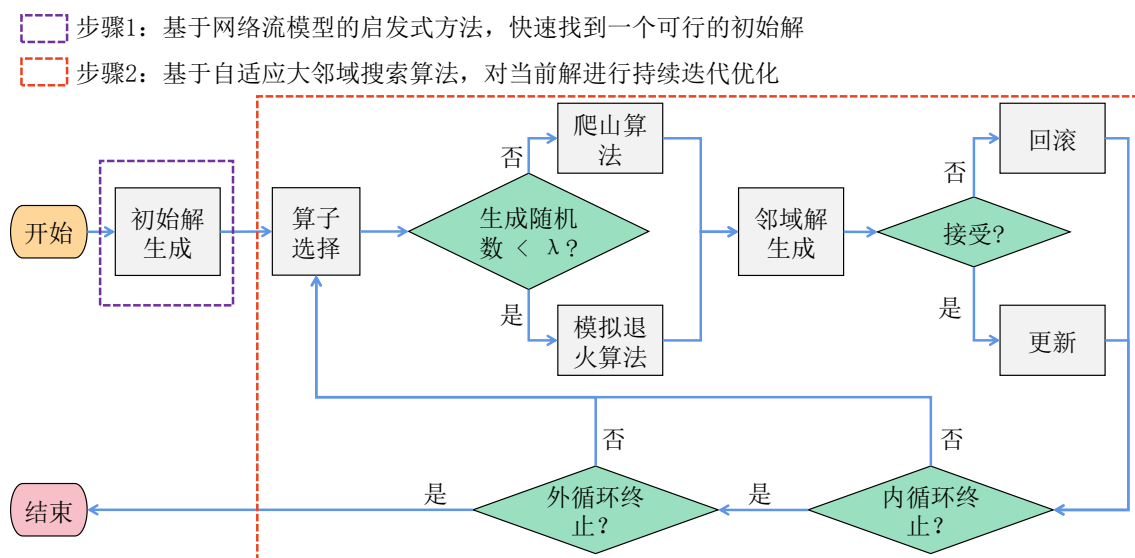 步骤1：基于网络流模型的启发式方法，快速找到一个可行的初始解
步骤2：基于自适应大邻域搜索算法，对当前解进行持续迭代优化
开始
初始解
生成
算子
选择
生成随机
数 < λ?
否
爬山算
法
是
模拟退
火算法
邻域解
生成
接受?
否
回滚
是
更新
内循环终
止?
否
是
外循环终
止?
否
是
结束